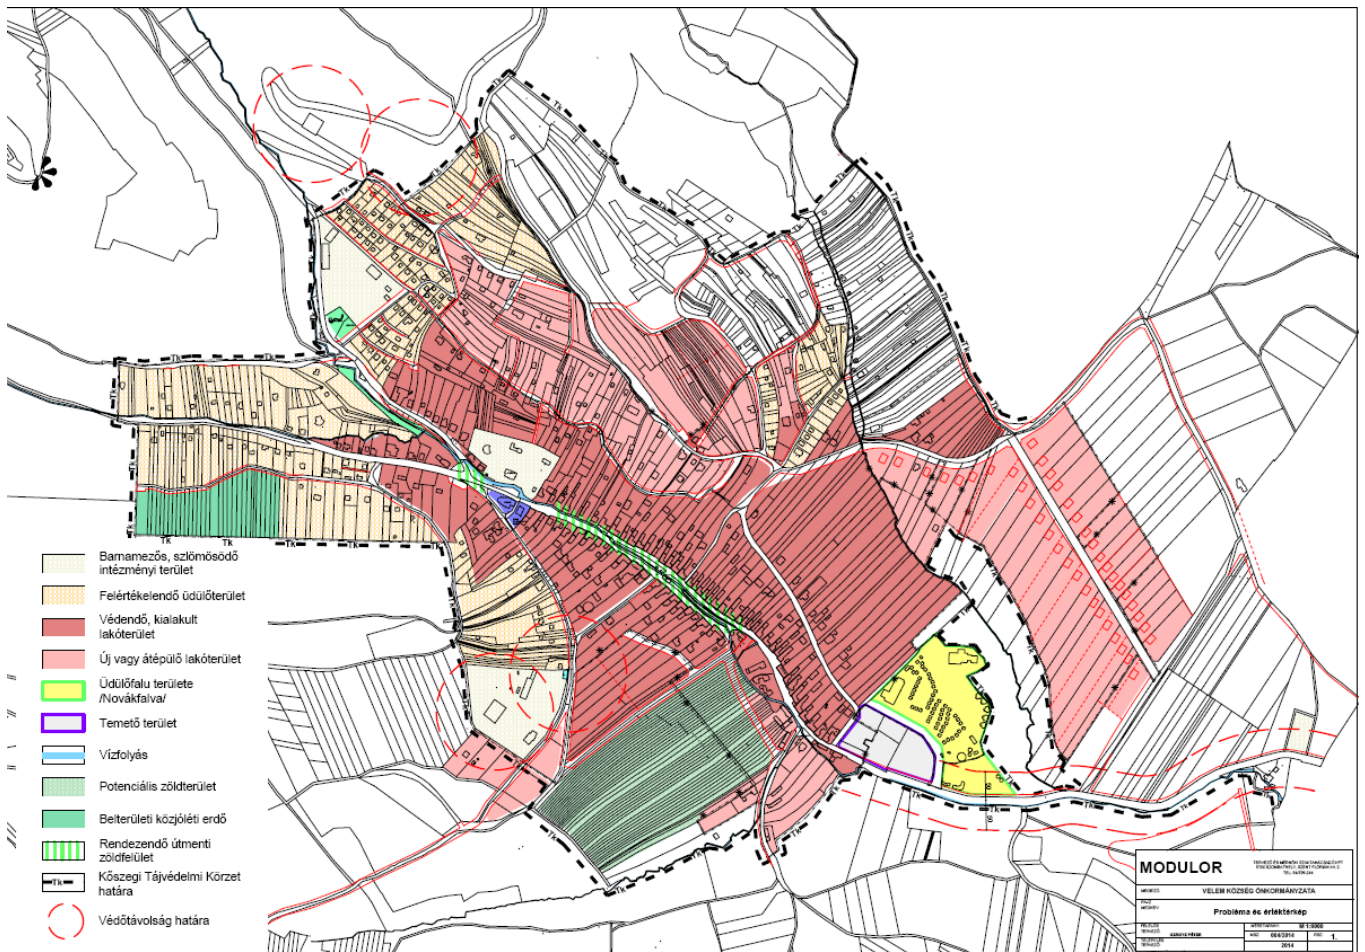 Barnamezős, szlömösödő
intézményi terület
Felértékelendő üdülőterület
Védendő, kialakult
lakóterület
Új vagy átépülő lakóterület
Üdülőfalu területe
/Novákfalva/
Temető terület
Vízfolyás
Potenciális zöldterület
Belterületi közjóléti erdő
Rendezendő útmenti
zöldfelület
Tk
Kőszegi Tájvédelmi Körzet
határa
Védőtávolság határa
MODULOR
VELEM KÖZSÉG ÖNKORMÁNYZATA
Probléma és értéktérkép
2014
1.